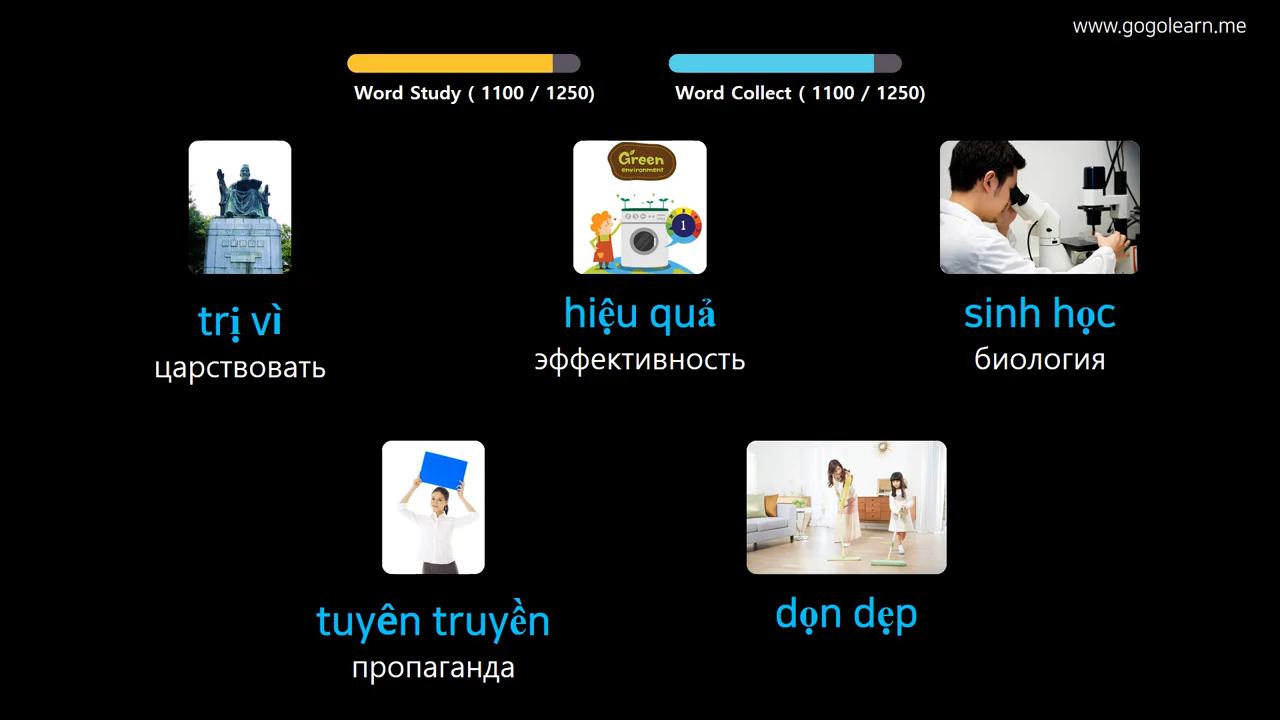 www.gogolearn.me
Word Study ( 1100 / 1250)
Word Collect ( 1100 / 1250)
Green
environment
1
trị vì
царствовать
hiệu quả
эффективность
sinh học
биология
tuyên truyền
пропаганда
dọn dẹp